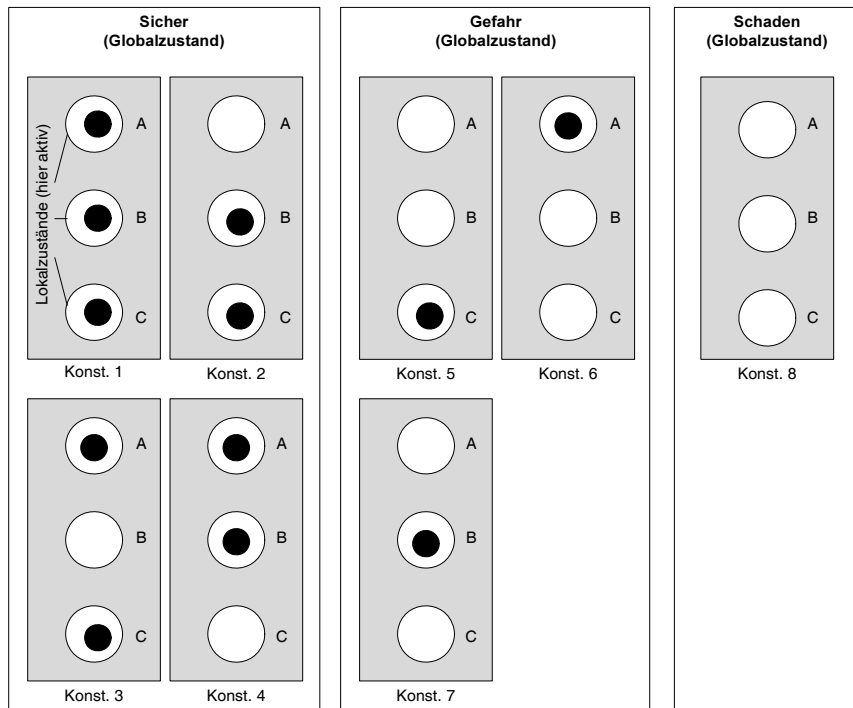 Sicher
(Globalzustand)
Lokalzustände (hier aktiv)
A
B
C
Konst. 1
A
B
C
Konst. 2
A
B
C
Konst. 3
A
B
C
Konst. 4
Gefahr
(Globalzustand)
A
B
C
Konst. 5
A
B
C
Konst. 6
A
B
C
Konst. 7
Schaden
(Globalzustand)
A
B
C
Konst. 8